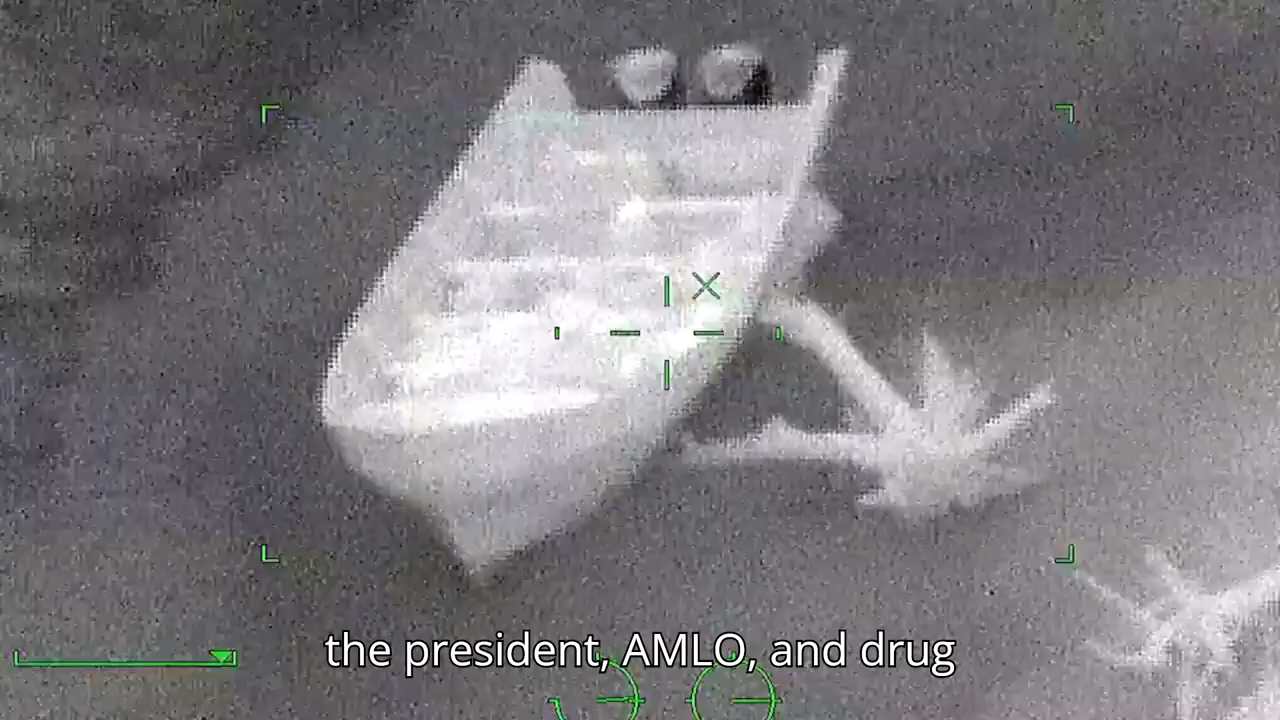 the president, AMLO, and drug